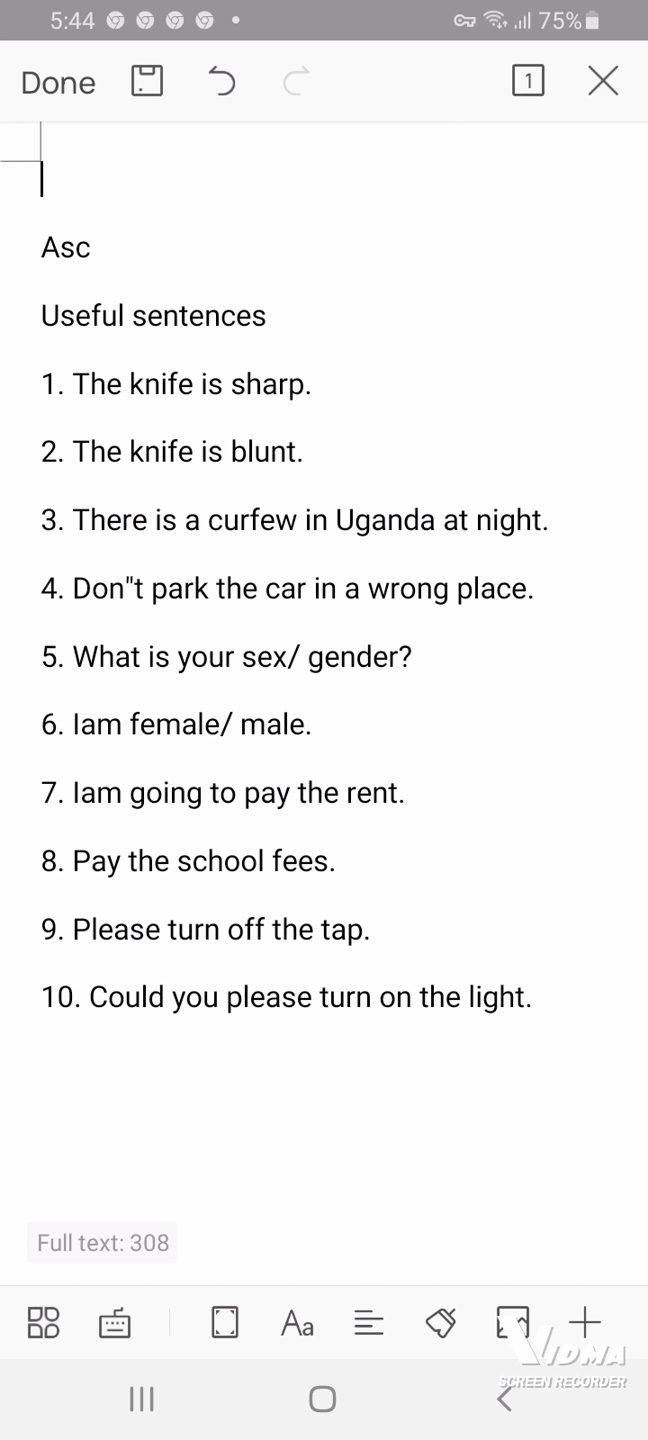 5:44
75%
Done
1
Asc
Useful sentences
1. The knife is sharp.
2. The knife is blunt.
3. There is a curfew in Uganda at night.
4. Don"t park the car in a wrong place.
5. What is your sex/ gender?
6. Iam female/ male.
7. Iam going to pay the rent.
8. Pay the school fees.
9. Please turn off the tap.
10. Could you please turn on the light.
Full text: 308
Aa
VIDMA
SCREEN RECORDER